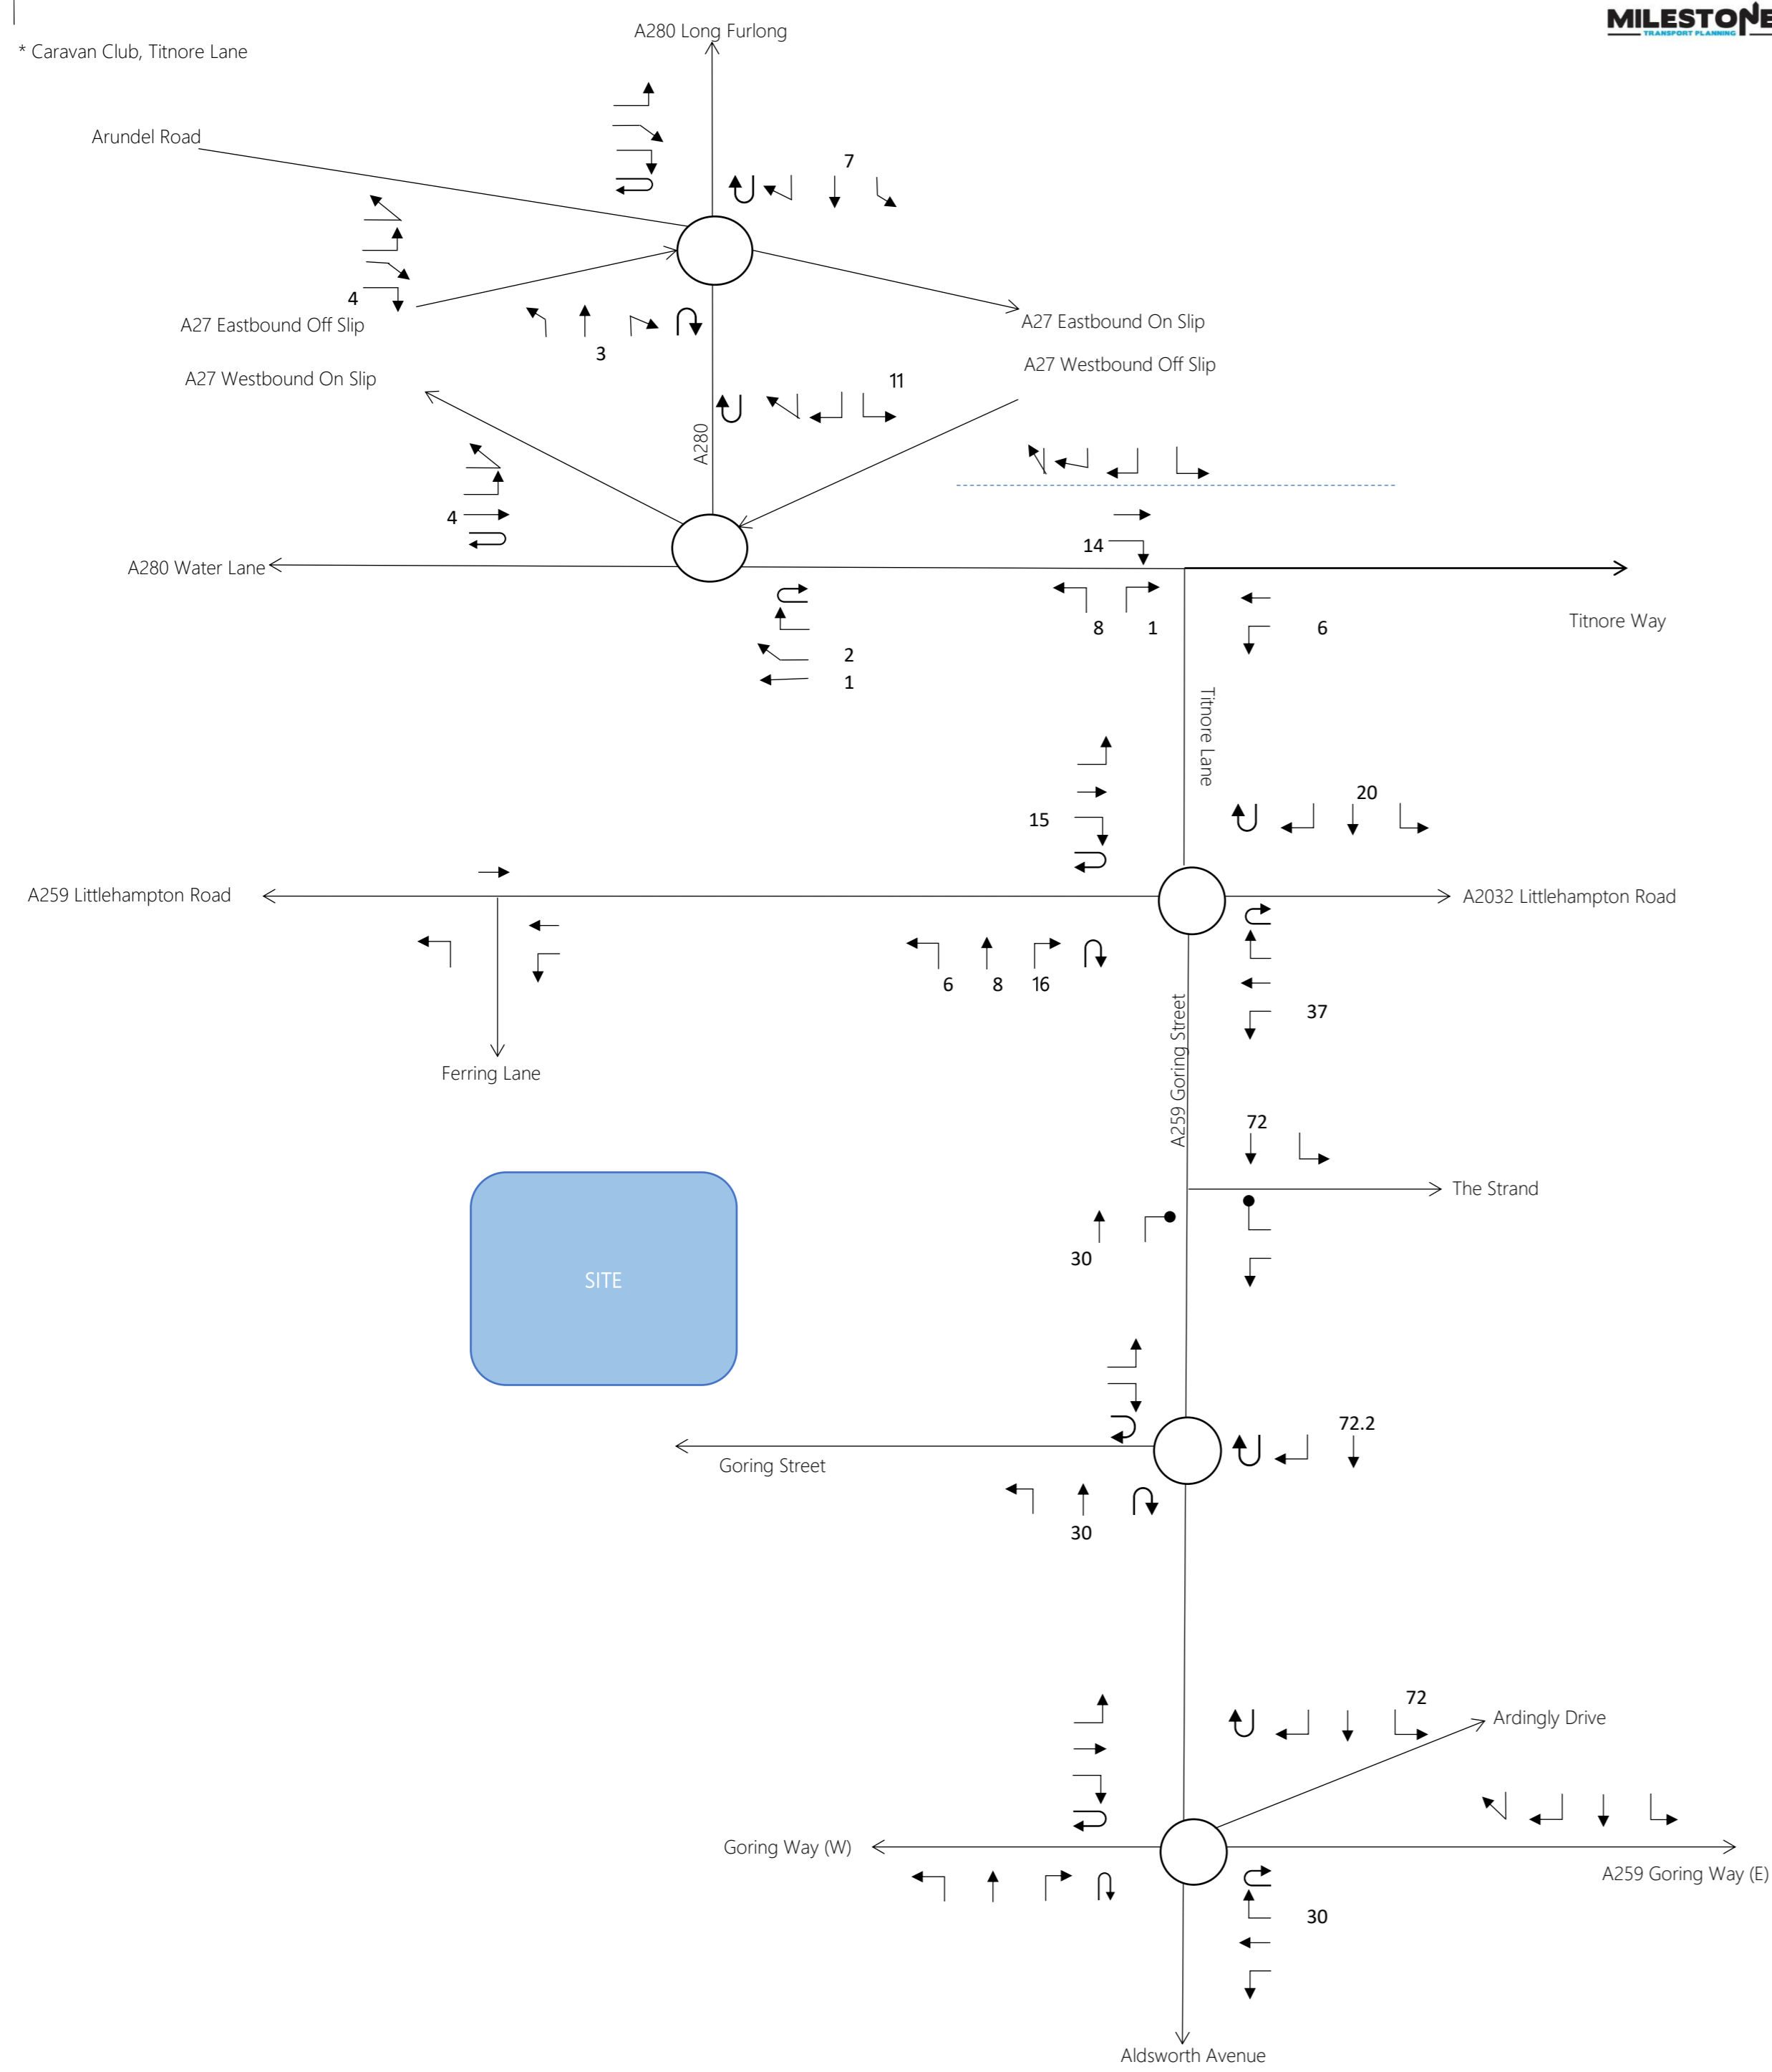 MILESTONE
TRANSPORT PLANNING
A280 Long Furlong
* Caravan Club, Titnore Lane
Arundel Road
7
4
A27 Eastbound Off Slip
A27 Eastbound On Slip
3
A27 Westbound Off Slip
A27 Westbound On Slip
11
A280
4
14
A280 Water Lane
Titnore Way
8
1
6
2
1
Titnore Lane
20
15
A259 Littlehampton Road
A2032 Littlehampton Road
6
8
16
37
A259 Goring Street
Ferring Lane
72
The Strand
30
SITE
72.2
Goring Street
30
72
Ardingly Drive
Goring Way (W)
A259 Goring Way (E)
30
Aldsworth Avenue